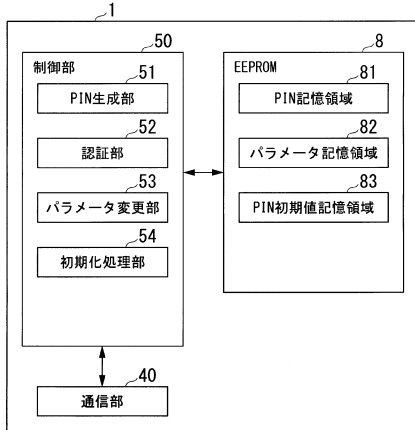 1
50
制御部
51
PIN生成部
52
認証部
53
パラメータ変更部
54
初期化処理部
8
EEPROM
81
PIN記憶領域
82
パラメータ記憶領域
83
PIN初期値記憶領域
40
通信部